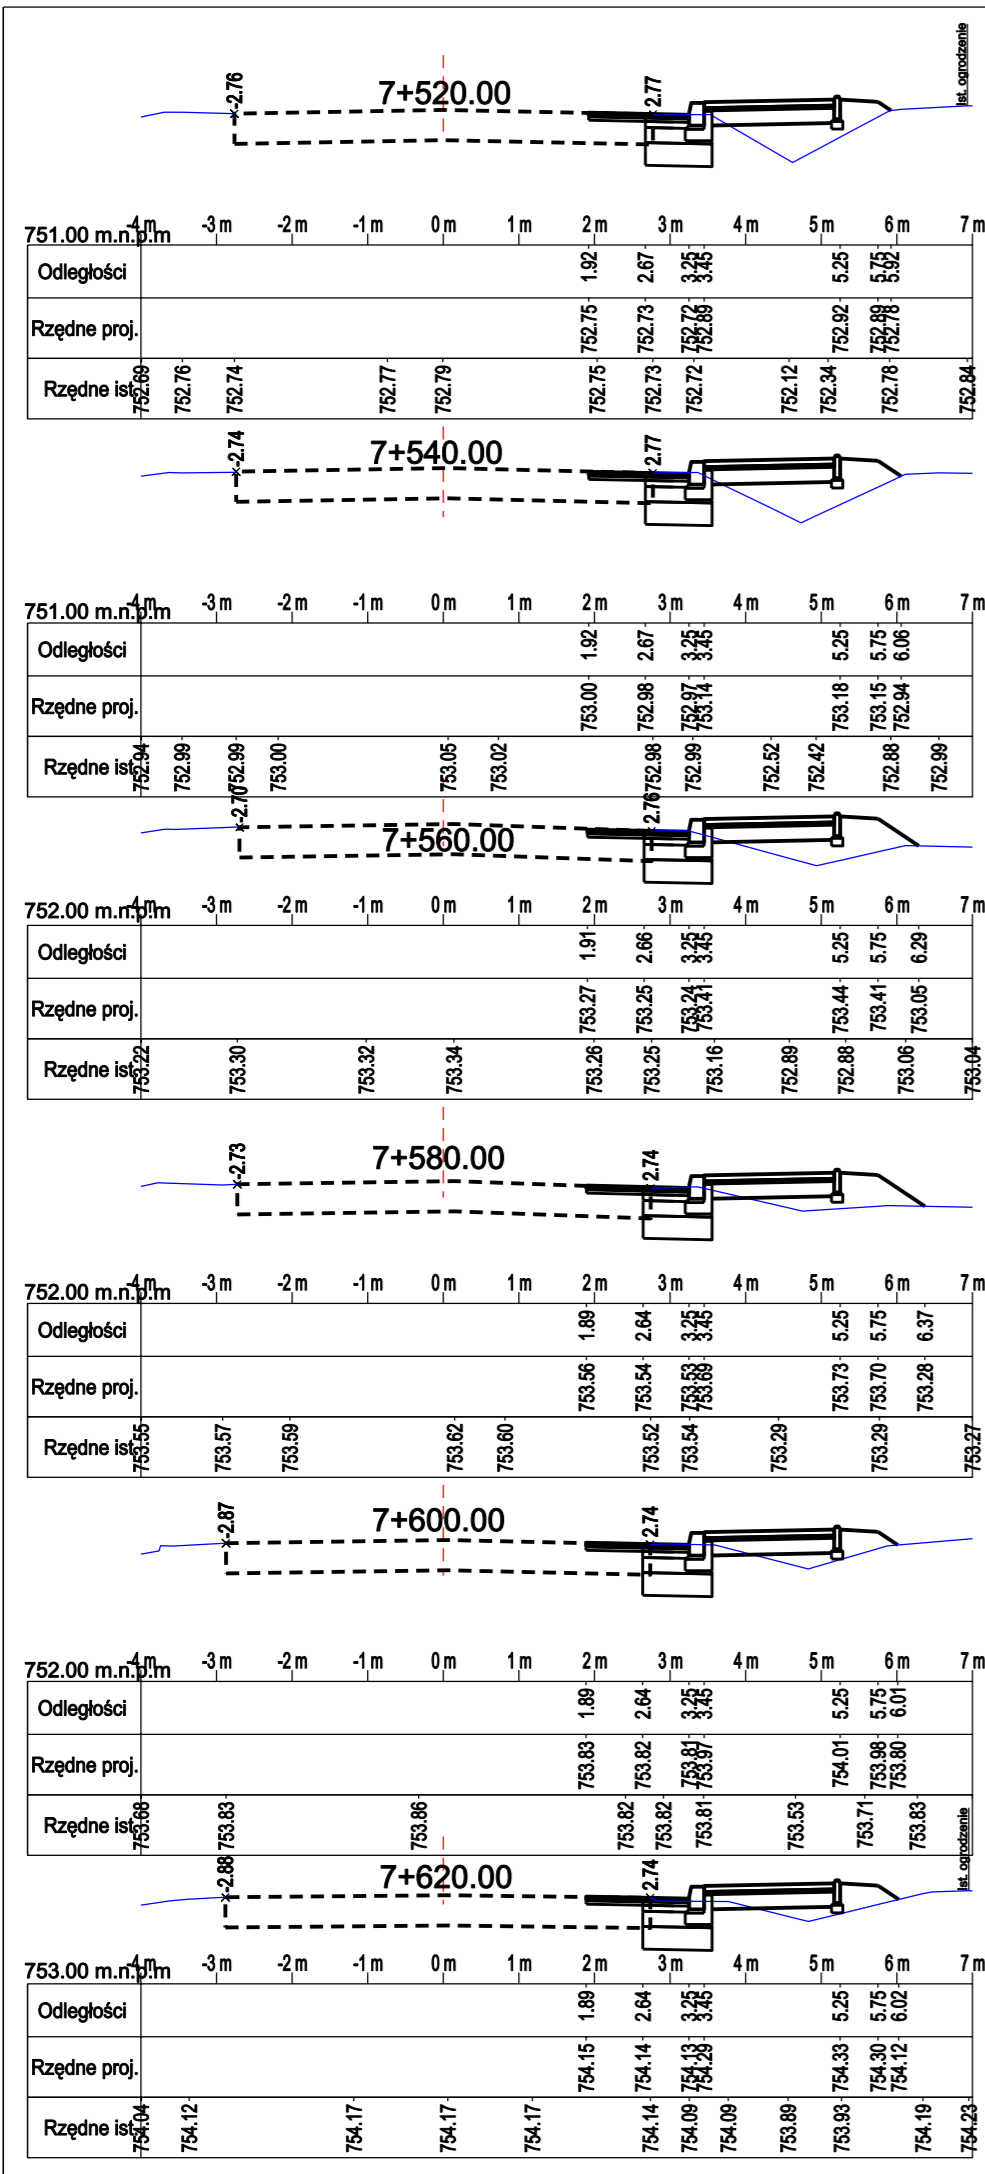 Ist. ogrodzenie
-2.76 7+520.00 2.77
-4 m -3 m -2 m -1 m 0 m 1 m 2 m 3 m 4 m 5 m 6 m 7 m
751.00 m.n.p.m
Odległości 1.92 2.67 3.25 3.45 5.25 5.75 5.92
Rzędne proj. 752.75 752.73 752.72 752.89 752.92 752.89 752.78
Rzędne ist. 752.69 752.76 752.74 752.77 752.79 752.75 752.73 752.72 752.12 752.34 752.78 752.84
-2.74 7+540.00 2.77
-4 m -3 m -2 m -1 m 0 m 1 m 2 m 3 m 4 m 5 m 6 m 7 m
751.00 m.n.p.m
Odległości 1.92 2.67 3.25 3.45 5.25 5.75 6.06
Rzędne proj. 753.00 752.98 752.97 753.14 753.18 753.15 752.94
Rzędne ist. 752.94 752.99 752.99 753.00 753.05 753.02 752.98 752.99 752.52 752.42 752.88 752.99
-2.70 7+560.00 2.76
-4 m -3 m -2 m -1 m 0 m 1 m 2 m 3 m 4 m 5 m 6 m 7 m
752.00 m.n.p.m
Odległości 1.91 2.66 3.25 3.45 5.25 5.75 6.29
Rzędne proj. 753.27 753.25 753.24 753.41 753.44 753.41 753.05
Rzędne ist. 753.22 753.30 753.32 753.34 753.26 753.25 753.16 752.89 752.88 753.06 753.04
-2.73 7+580.00 2.74
-4 m -3 m -2 m -1 m 0 m 1 m 2 m 3 m 4 m 5 m 6 m 7 m
752.00 m.n.p.m
Odległości 1.89 2.64 3.25 3.45 5.25 5.75 6.37
Rzędne proj. 753.56 753.54 753.53 753.69 753.73 753.70 753.28
Rzędne ist. 753.55 753.57 753.59 753.62 753.60 753.52 753.54 753.29 753.29 753.27
-2.87 7+600.00 2.74
-4 m -3 m -2 m -1 m 0 m 1 m 2 m 3 m 4 m 5 m 6 m 7 m
752.00 m.n.p.m
Odległości 1.89 2.64 3.25 3.45 5.25 5.75 6.01
Rzędne proj. 753.83 753.82 753.81 753.97 754.01 753.98 753.80
Rzędne ist. 753.68 753.83 753.86 753.82 753.82 753.81 753.53 753.71 753.83
Ist. ogrodzenie
-2.88 7+620.00 2.74
-4 m -3 m -2 m -1 m 0 m 1 m 2 m 3 m 4 m 5 m 6 m 7 m
753.00 m.n.p.m
Odległości 1.89 2.64 3.25 3.45 5.25 5.75 6.02
Rzędne proj. 754.15 754.14 754.13 754.29 754.33 754.30 754.12
Rzędne ist. 754.04 754.12 754.17 754.17 754.17 754.14 754.09 754.09 753.89 753.93 754.19 754.23